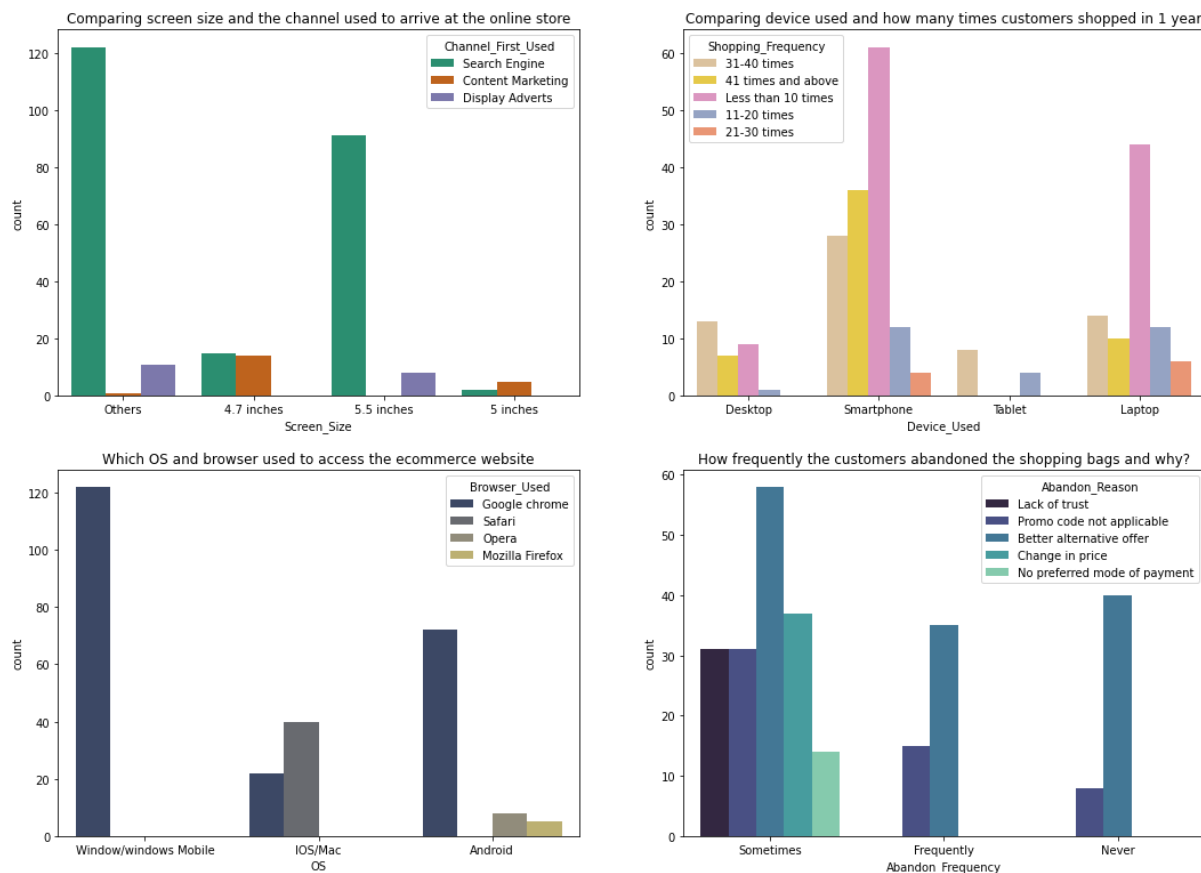 Comparing screen size and the channel used to arrive at the online store
120
100
80
60
40
20
0
count
Channel_First_Used
Search Engine
Content Marketing
Display Adverts
Others 4.7 inches 5.5 inches 5 inches
Screen_Size
Comparing device used and how many times customers shopped in 1 year
60
50
40
30
20
10
0
count
Shopping_Frequency
31-40 times
41 times and above
Less than 10 times
11-20 times
21-30 times
Desktop Smartphone Tablet Laptop
Device_Used
Which OS and browser used to access the ecommerce website
120
100
80
60
40
20
0
count
Browser_Used
Google chrome
Safari
Opera
Mozilla Firefox
Window/windows Mobile IOS/Mac Android
OS
How frequently the customers abandoned the shopping bags and why?
60
50
40
30
20
10
0
count
Abandon_Reason
Lack of trust
Promo code not applicable
Better alternative offer
Change in price
No preferred mode of payment
Sometimes Frequently Never
Abandon_Frequency